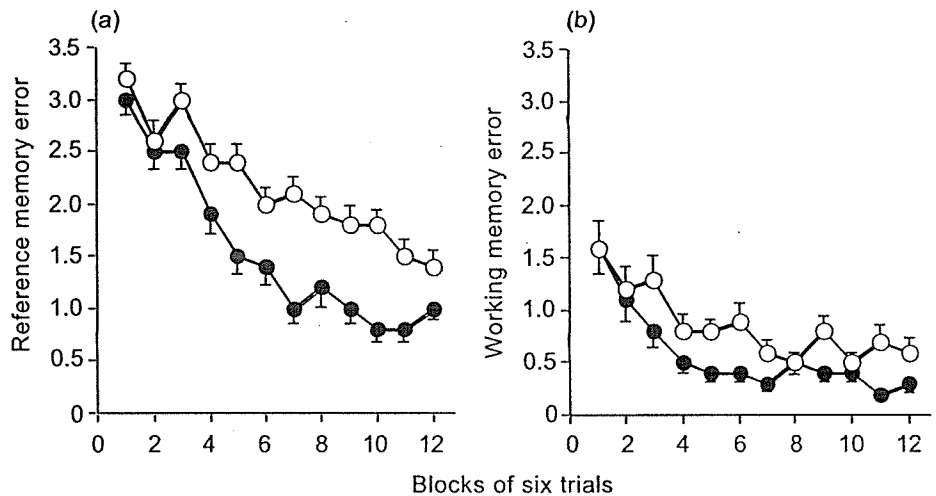 (a)
Reference memory error
3.5
3.0
2.5
2.0
1.5
1.0
0.5
0
0 2 4 6 8 10 12
(b)
Working memory error
3.5
3.0
2.5
2.0
1.5
1.0
0.5
0
0 2 4 6 8 10 12
Blocks of six trials